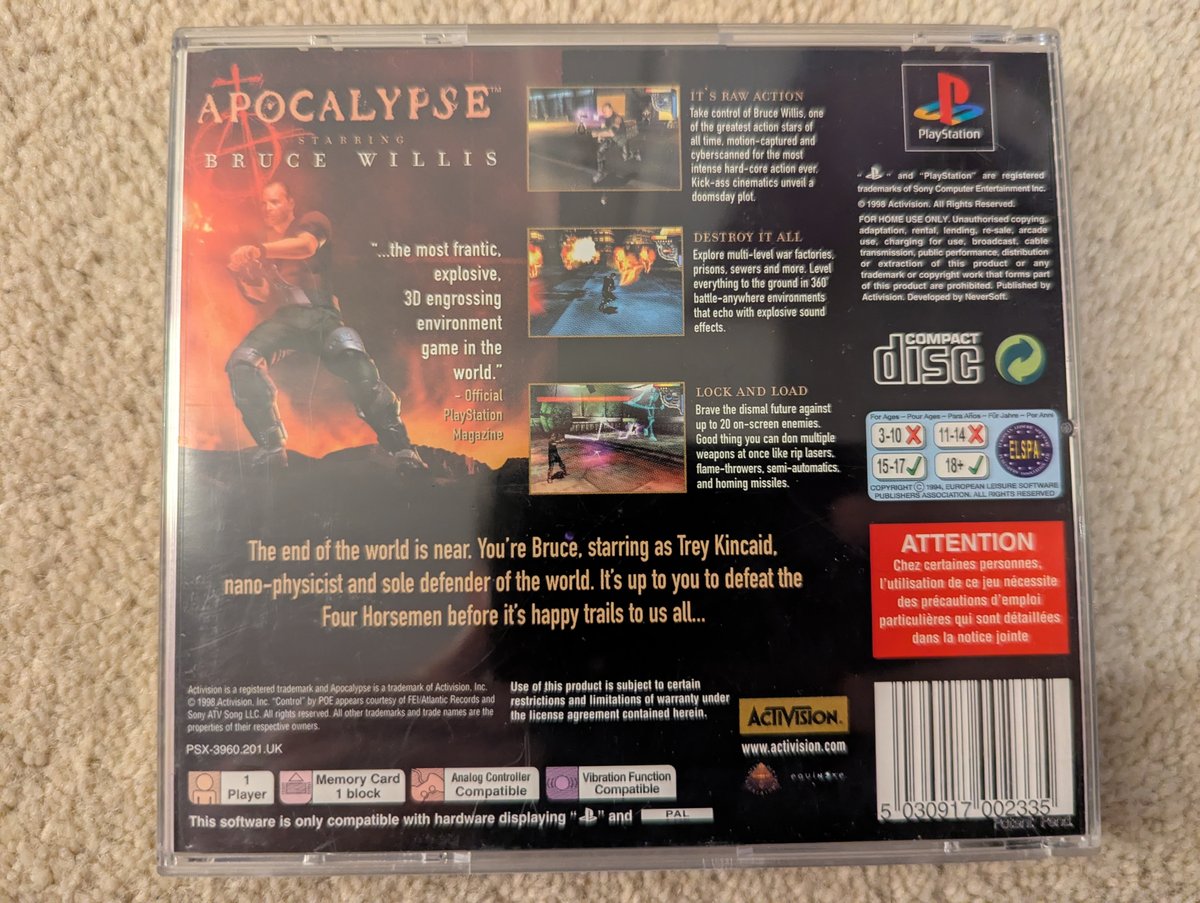 APOCALYPSE™
STARRING
BRUCE WILLIS
"...the most frantic,
explosive,
3D engrossing
environment
game in the
world."
- Official
PlayStation
Magazine
IT'S RAW ACTION
Take control of Bruce Willis, one
of the greatest action stars of
all time, motion-captured and
cyberscanned for the most
intense hard-core action ever.
Kick-ass cinematics unveil a
doomsday plot.
DESTROY IT ALL
Explore multi-level war factories,
prisons, sewers and more. Level
everything to the ground in 360°
battle-anywhere environments
that echo with explosive sound
effects.
LOCK AND LOAD
Brave the dismal future against
up to 20 on-screen enemies.
Good thing you can don multiple
weapons at once like rip lasers,
flame-throwers, semi-automatics,
and homing missiles.
PlayStation
" " and "PlayStation" are registered
trademarks of Sony Computer Entertainment Inc.
© 1998 Activision. All Rights Reserved.
FOR HOME USE ONLY. Unauthorised copying,
adaptation, rental, lending, re-sale, arcade
use, charging for use, broadcast, cable
transmission, public performance, distribution
or extraction of this product or any
trademark or copyright work that forms part
of this product are prohibited. Published by
Activision. Developed by NeverSoft.
COMPACT
disc
For Ages – Pour Ages – Para Años – Für Jahre – Per Anni
3-10 11-14
15-17 18+
ELSPA
COPYRIGHT © 1994, EUROPEAN LEISURE SOFTWARE
PUBLISHERS ASSOCIATION. ALL RIGHTS RESERVED
ATTENTION
Chez certaines personnes,
l'utilisation de ce jeu nécessite
des précautions d'emploi
particulières qui sont détaillées
dans la notice jointe
The end of the world is near. You're Bruce, starring as Trey Kincaid,
nano-physicist and sole defender of the world. It's up to you to defeat the
Four Horsemen before it's happy trails to us all...
Activision is a registered trademark and Apocalypse is a trademark of Activision, Inc.
© 1998 Activision, Inc. "Control" by POE appears courtesy of FEI/Atlantic Records and
Sony ATV Song LLC. All rights reserved. All other trademarks and trade names are the
properties of their respective owners.
PSX-3960.201.UK
Use of this product is subject to certain
restrictions and limitations of warranty under
the license agreement contained herein.
ACTIVISION.
www.activision.com
1
Player
Memory Card
1 block
Analog Controller
Compatible
Vibration Function
Compatible
This software is only compatible with hardware displaying " " and PAL
5 030917 002335
Patent Pend